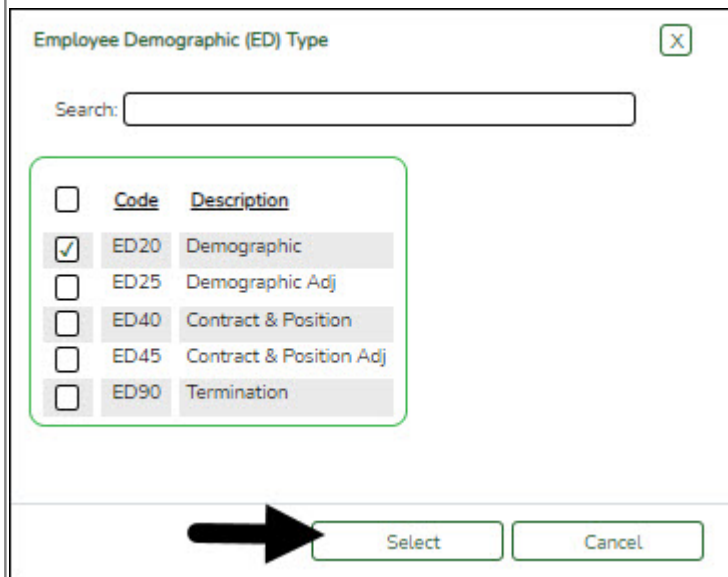 Employee Demographic (ED) Type X
Search:
Code Description
ED20 Demographic
ED25 Demographic Adj
ED40 Contract & Position
ED45 Contract & Position Adj
ED90 Termination
Select Cancel